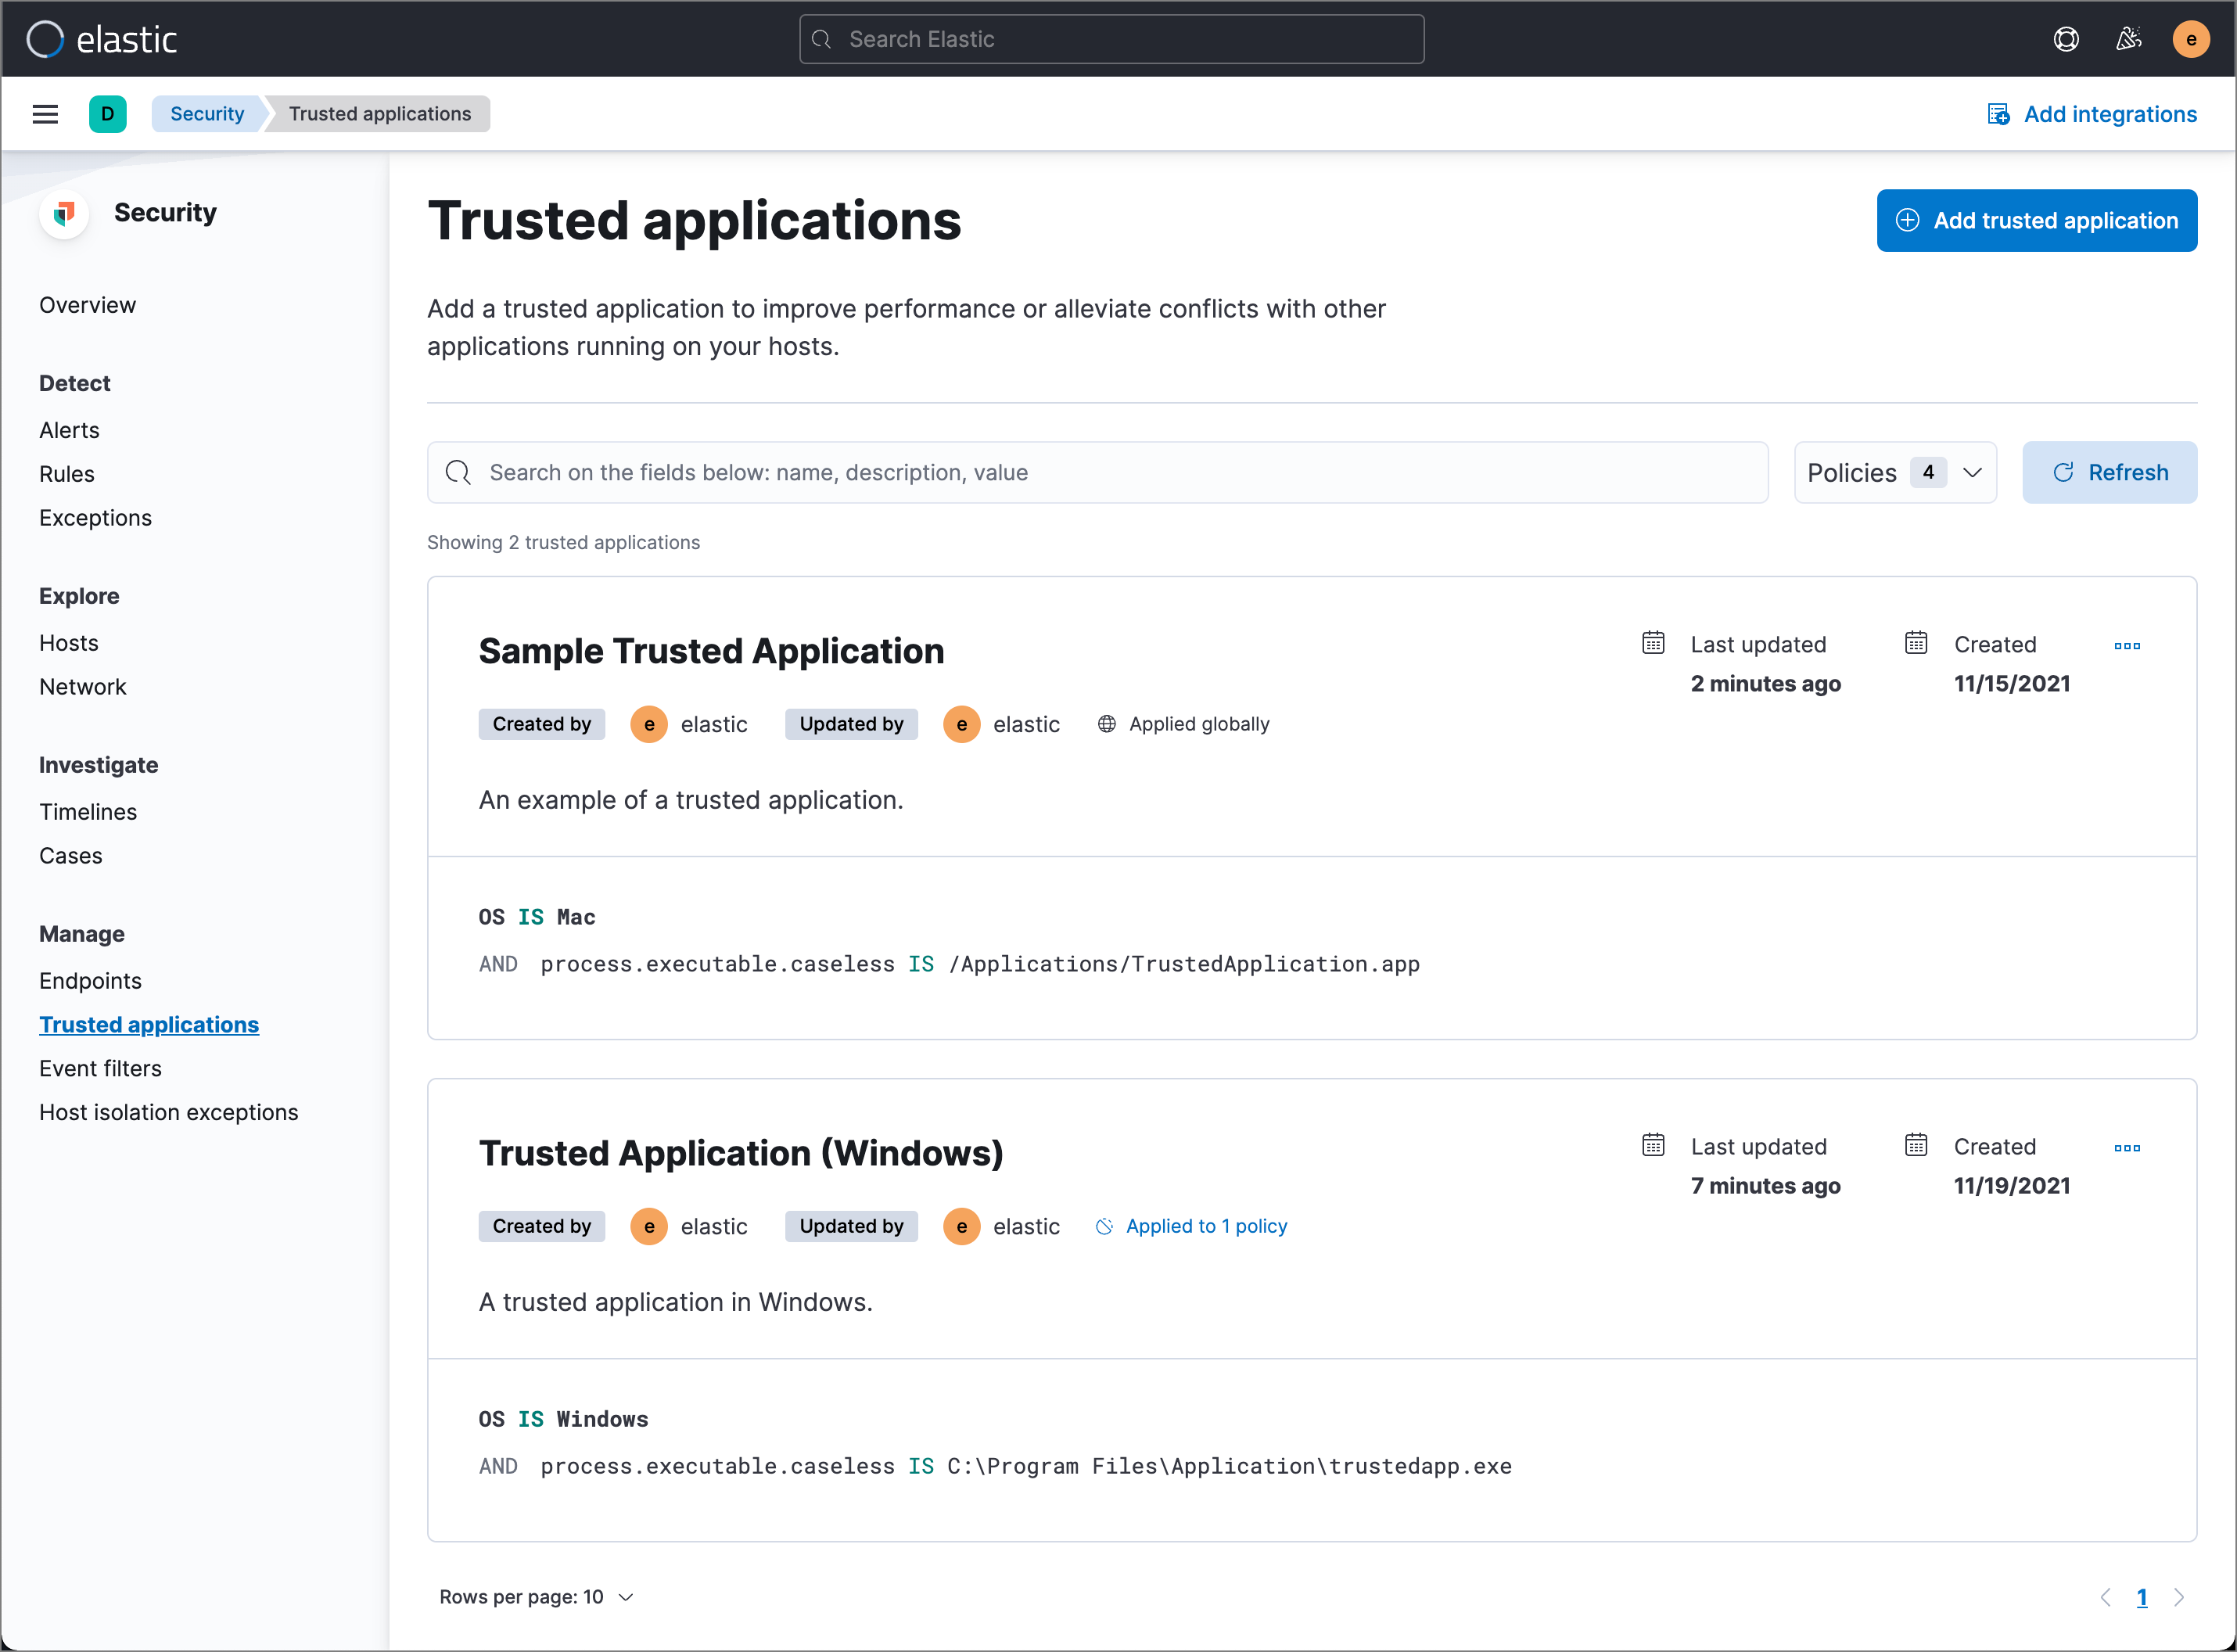 elastic
Search Elastic
e
D
Security
Trusted applications
Add integrations
Security
Overview
Detect
Alerts
Rules
Exceptions
Explore
Hosts
Network
Investigate
Timelines
Cases
Manage
Endpoints
Trusted applications
Event filters
Host isolation exceptions
Trusted applications
Add trusted application
Add a trusted application to improve performance or alleviate conflicts with other
applications running on your hosts.
Search on the fields below: name, description, value
Policies 4
Refresh
Showing 2 trusted applications
Sample Trusted Application
Last updated
2 minutes ago
Created
11/15/2021
Created by e elastic Updated by e elastic Applied globally
An example of a trusted application.
OS IS Mac
AND process.executable.caseless IS /Applications/TrustedApplication.app
Trusted Application (Windows)
Last updated
7 minutes ago
Created
11/19/2021
Created by e elastic Updated by e elastic Applied to 1 policy
A trusted application in Windows.
OS IS Windows
AND process.executable.caseless IS C:\Program Files\Application\trustedapp.exe
Rows per page: 10
1